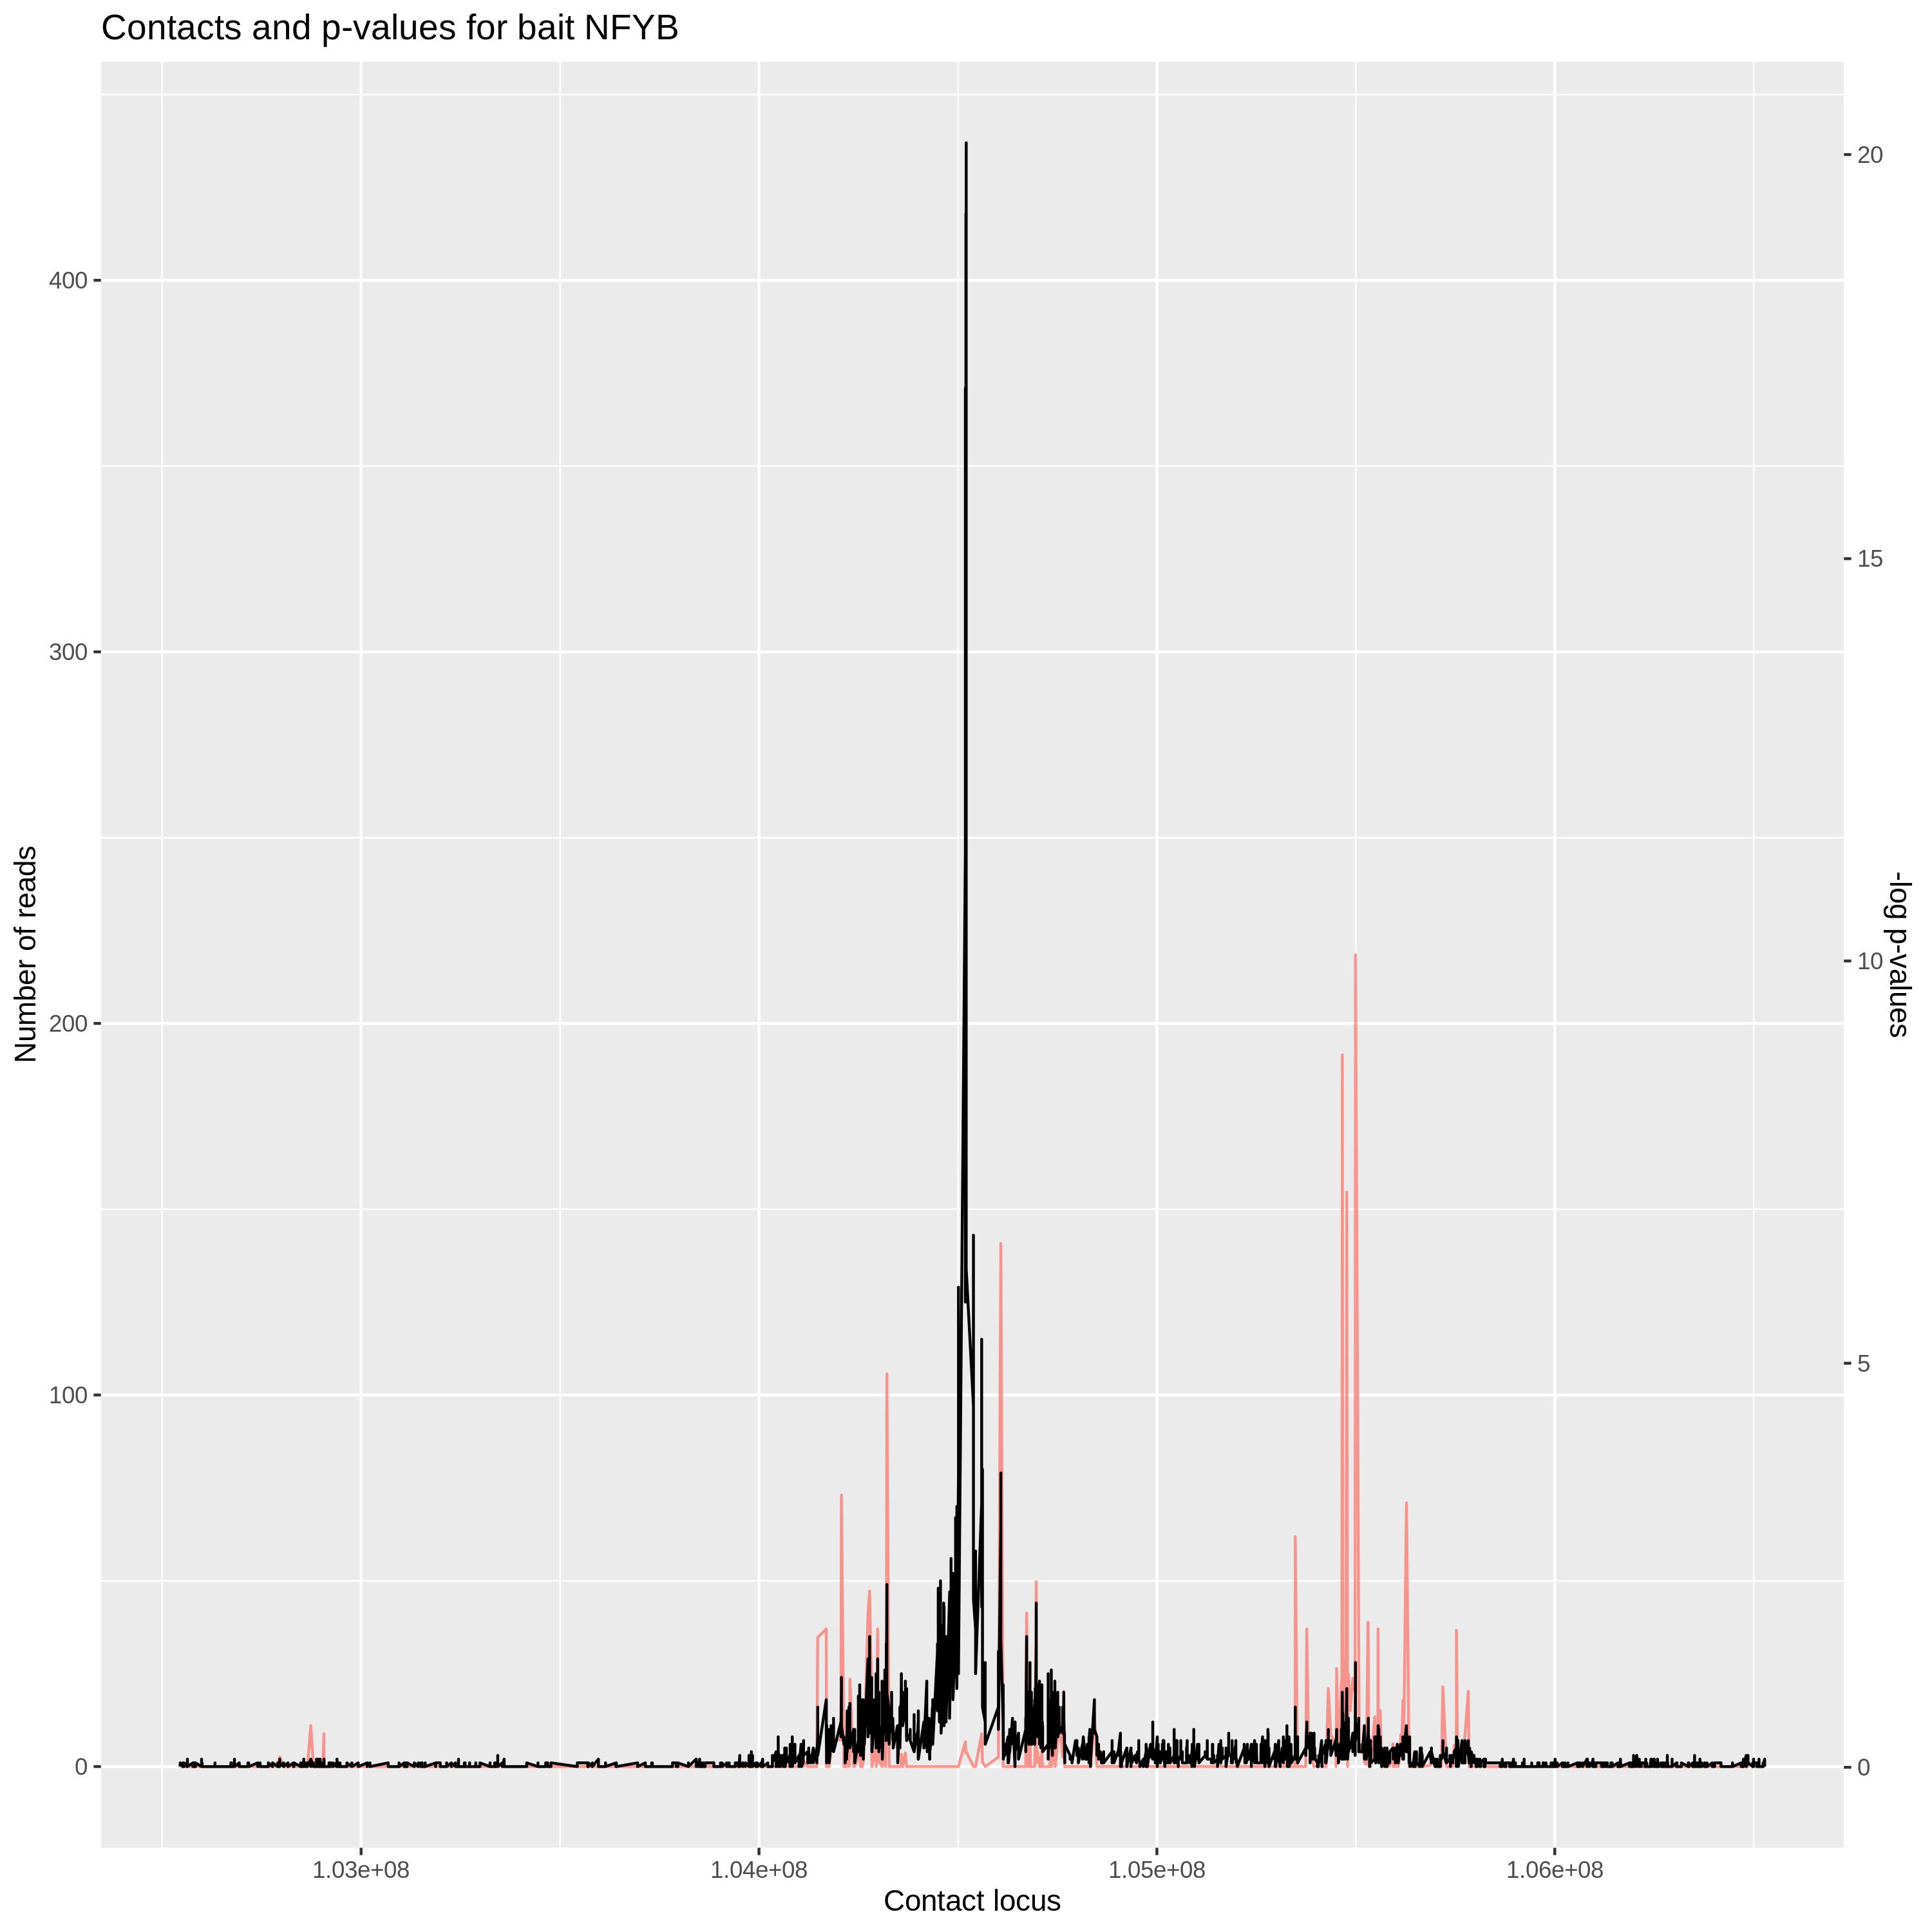 Contacts and p-values for bait NFYB
Number of reads
400
300
200
100
0
20
15
10
5
0
-log p-values
1.03e+08
1.04e+08
1.05e+08
1.06e+08
Contact locus